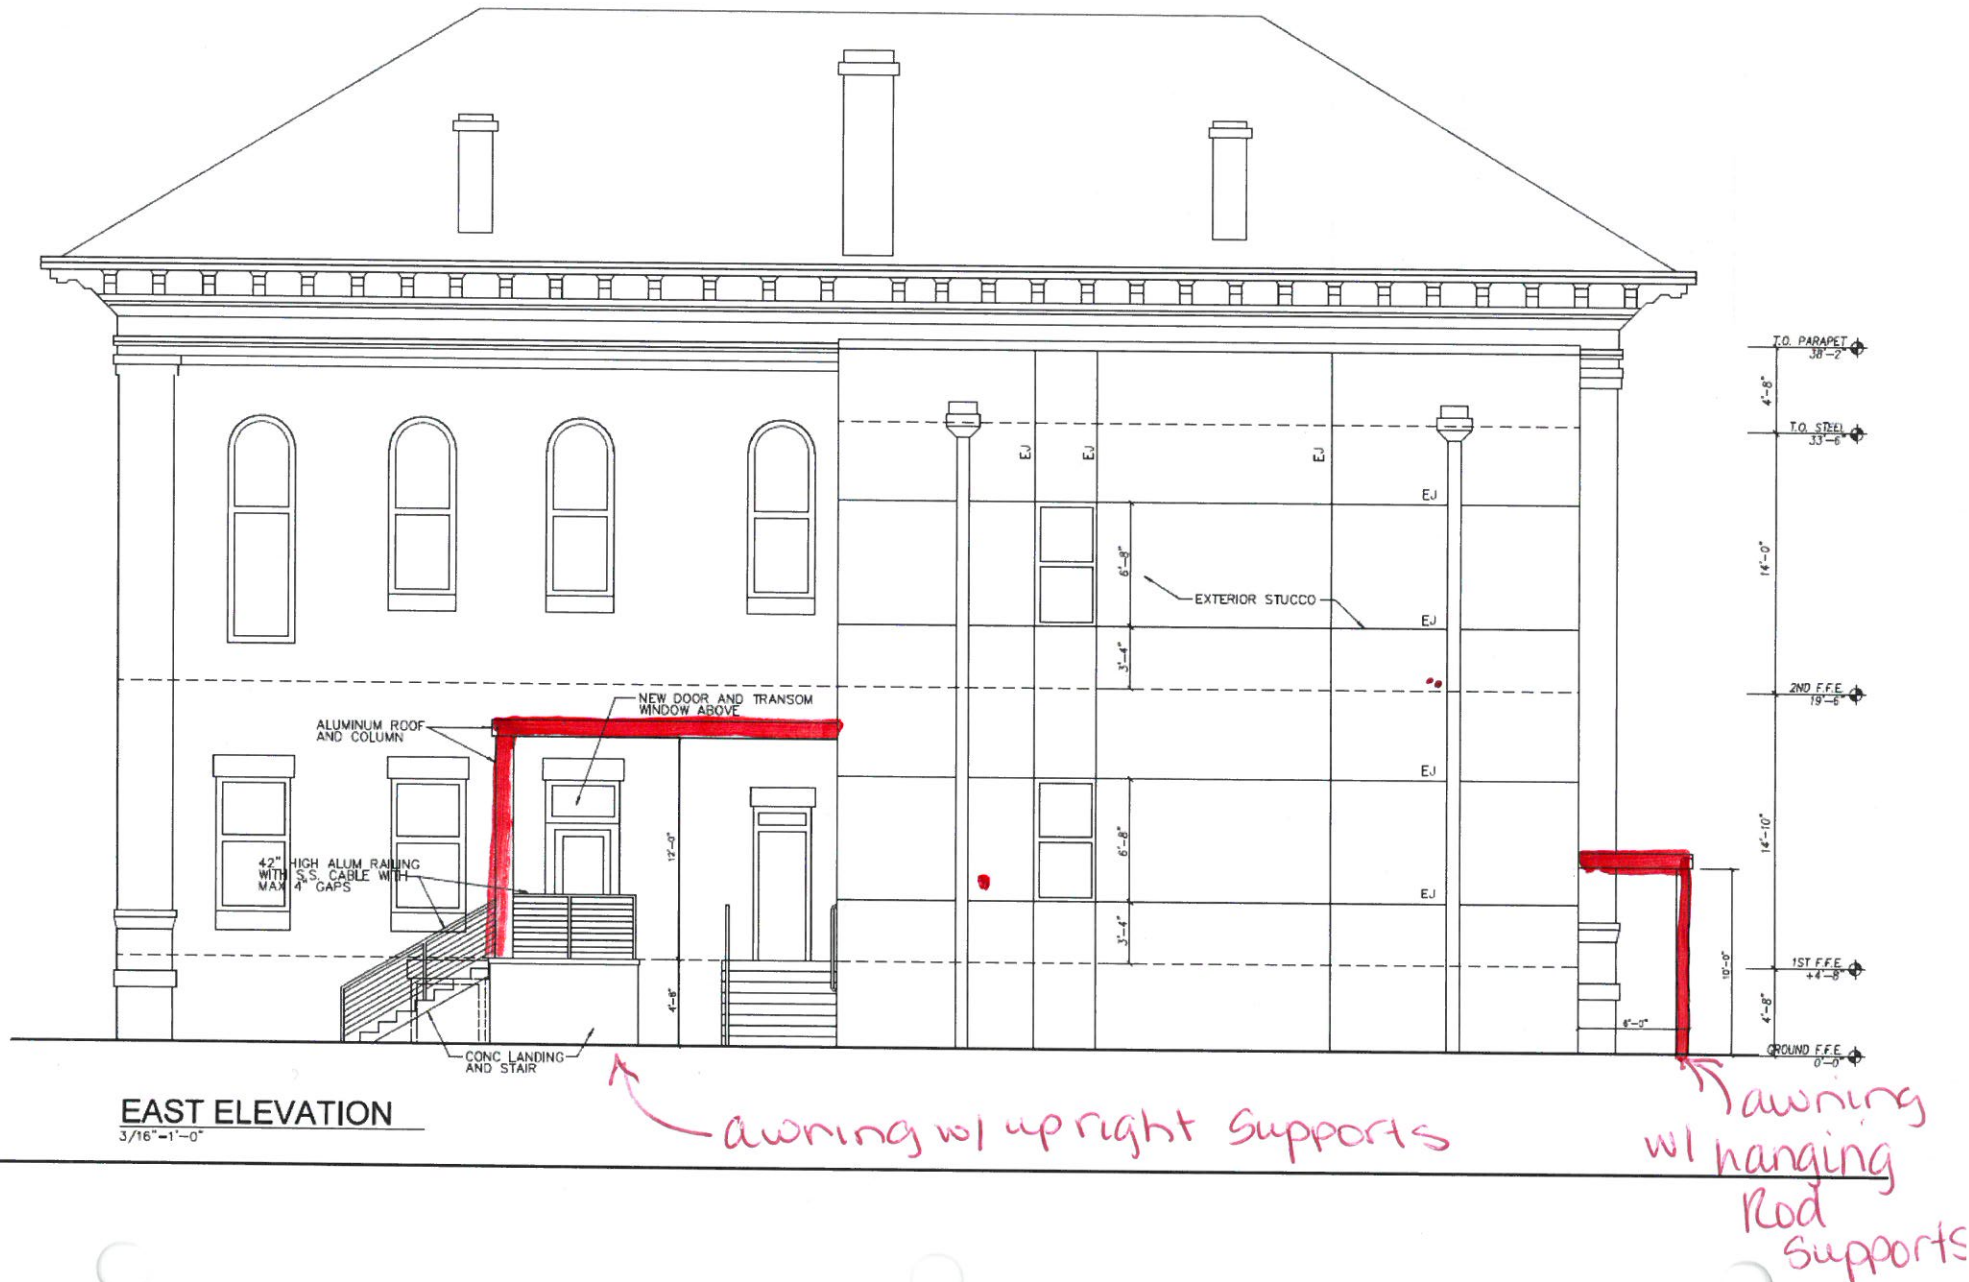 T.O. PARAPET
38'-2"
4'-8"
T.O. STEEL
33'-6"
EJ
EJ
EJ
EJ
14'-0"
6'-8"
EXTERIOR STUCCO
EJ
3'-4"
2ND F.F.E.
19'-6"
NEW DOOR AND TRANSOM
WINDOW ABOVE
ALUMINUM ROOF
AND COLUMN
EJ
14'-10"
12'-0"
6'-8"
42" HIGH ALUM RAILING
WITH S.S. CABLE WITH
MAX 4" GAPS
EJ
3'-4"
10'-0"
1ST F.F.E.
+4'-8"
4'-8"
4'-8"
6'-0"
GROUND F.F.E.
0'-0"
CONC LANDING
AND STAIR
EAST ELEVATION
3/16"=1'-0"
awning w/ upright supports
awning
w/ hanging
Rod
supports